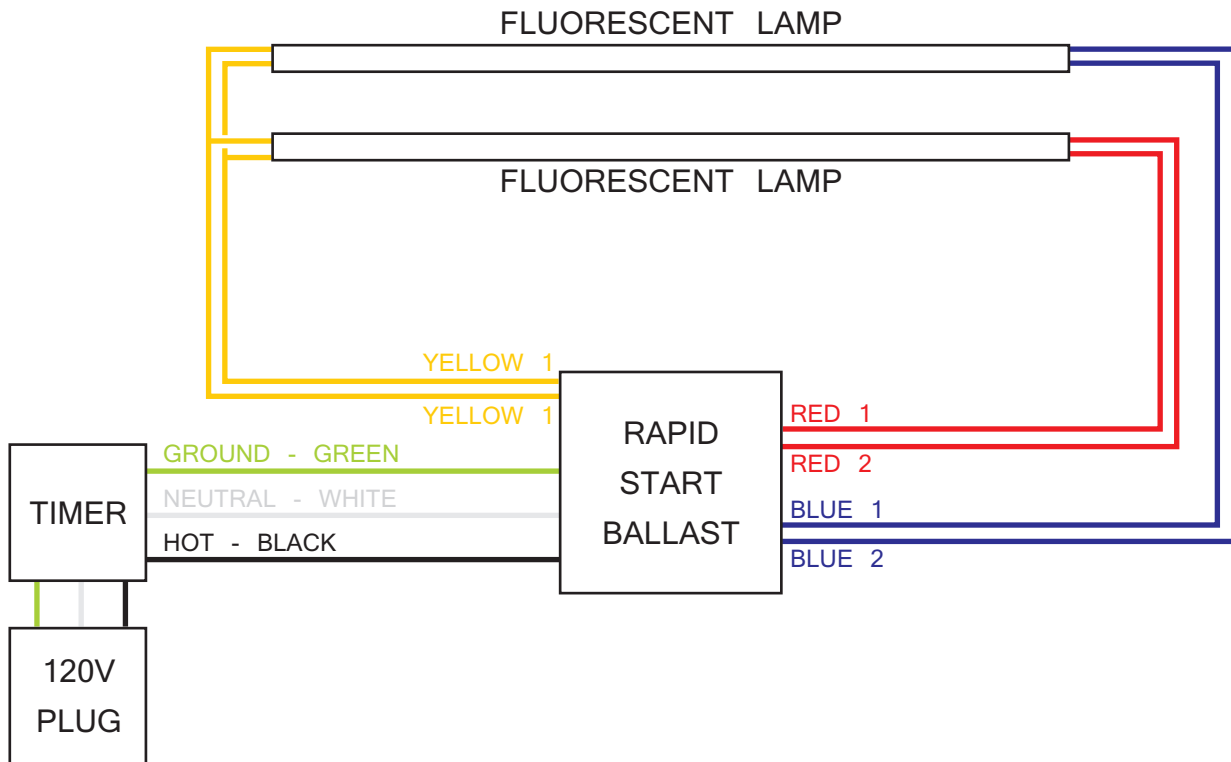 FLUORESCENT LAMP
FLUORESCENT LAMP
YELLOW 1
YELLOW 1
RED 1
RED 2
BLUE 1
BLUE 2
RAPID
START
BALLAST
GROUND - GREEN
NEUTRAL - WHITE
HOT - BLACK
TIMER
120V
PLUG